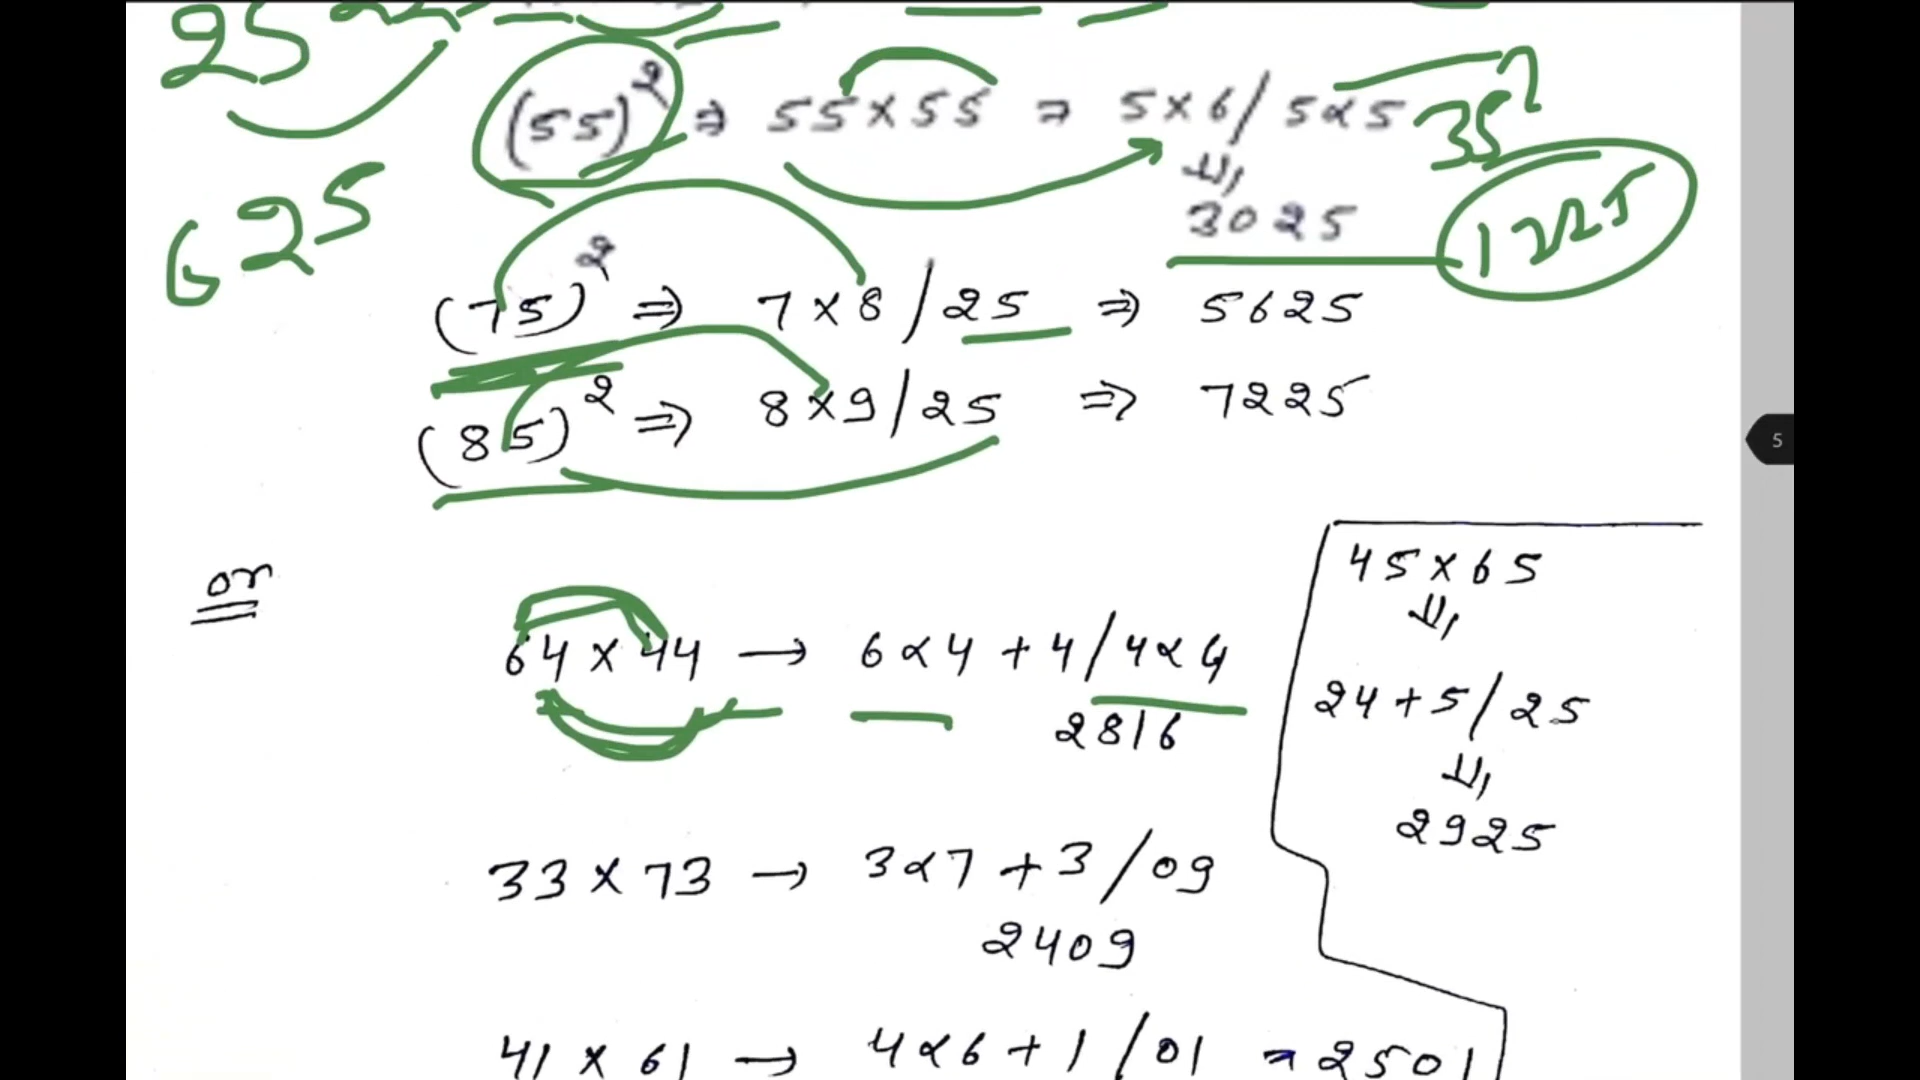 25²
(55)² ⇒ 55×55 ⇒ 5×6/5×5 35²
⇓
625 3025 1225
(75)² ⇒ 7×8/25 ⇒ 5625
(85)² ⇒ 8×9/25 ⇒ 7225
or
64×44 → 6×4+4/4×4
2816
33×73 → 3×7+3/09
2409
41×61 → 4×6+1/01 = 2501
45×65
⇓
24+5/25
⇓
2925
5